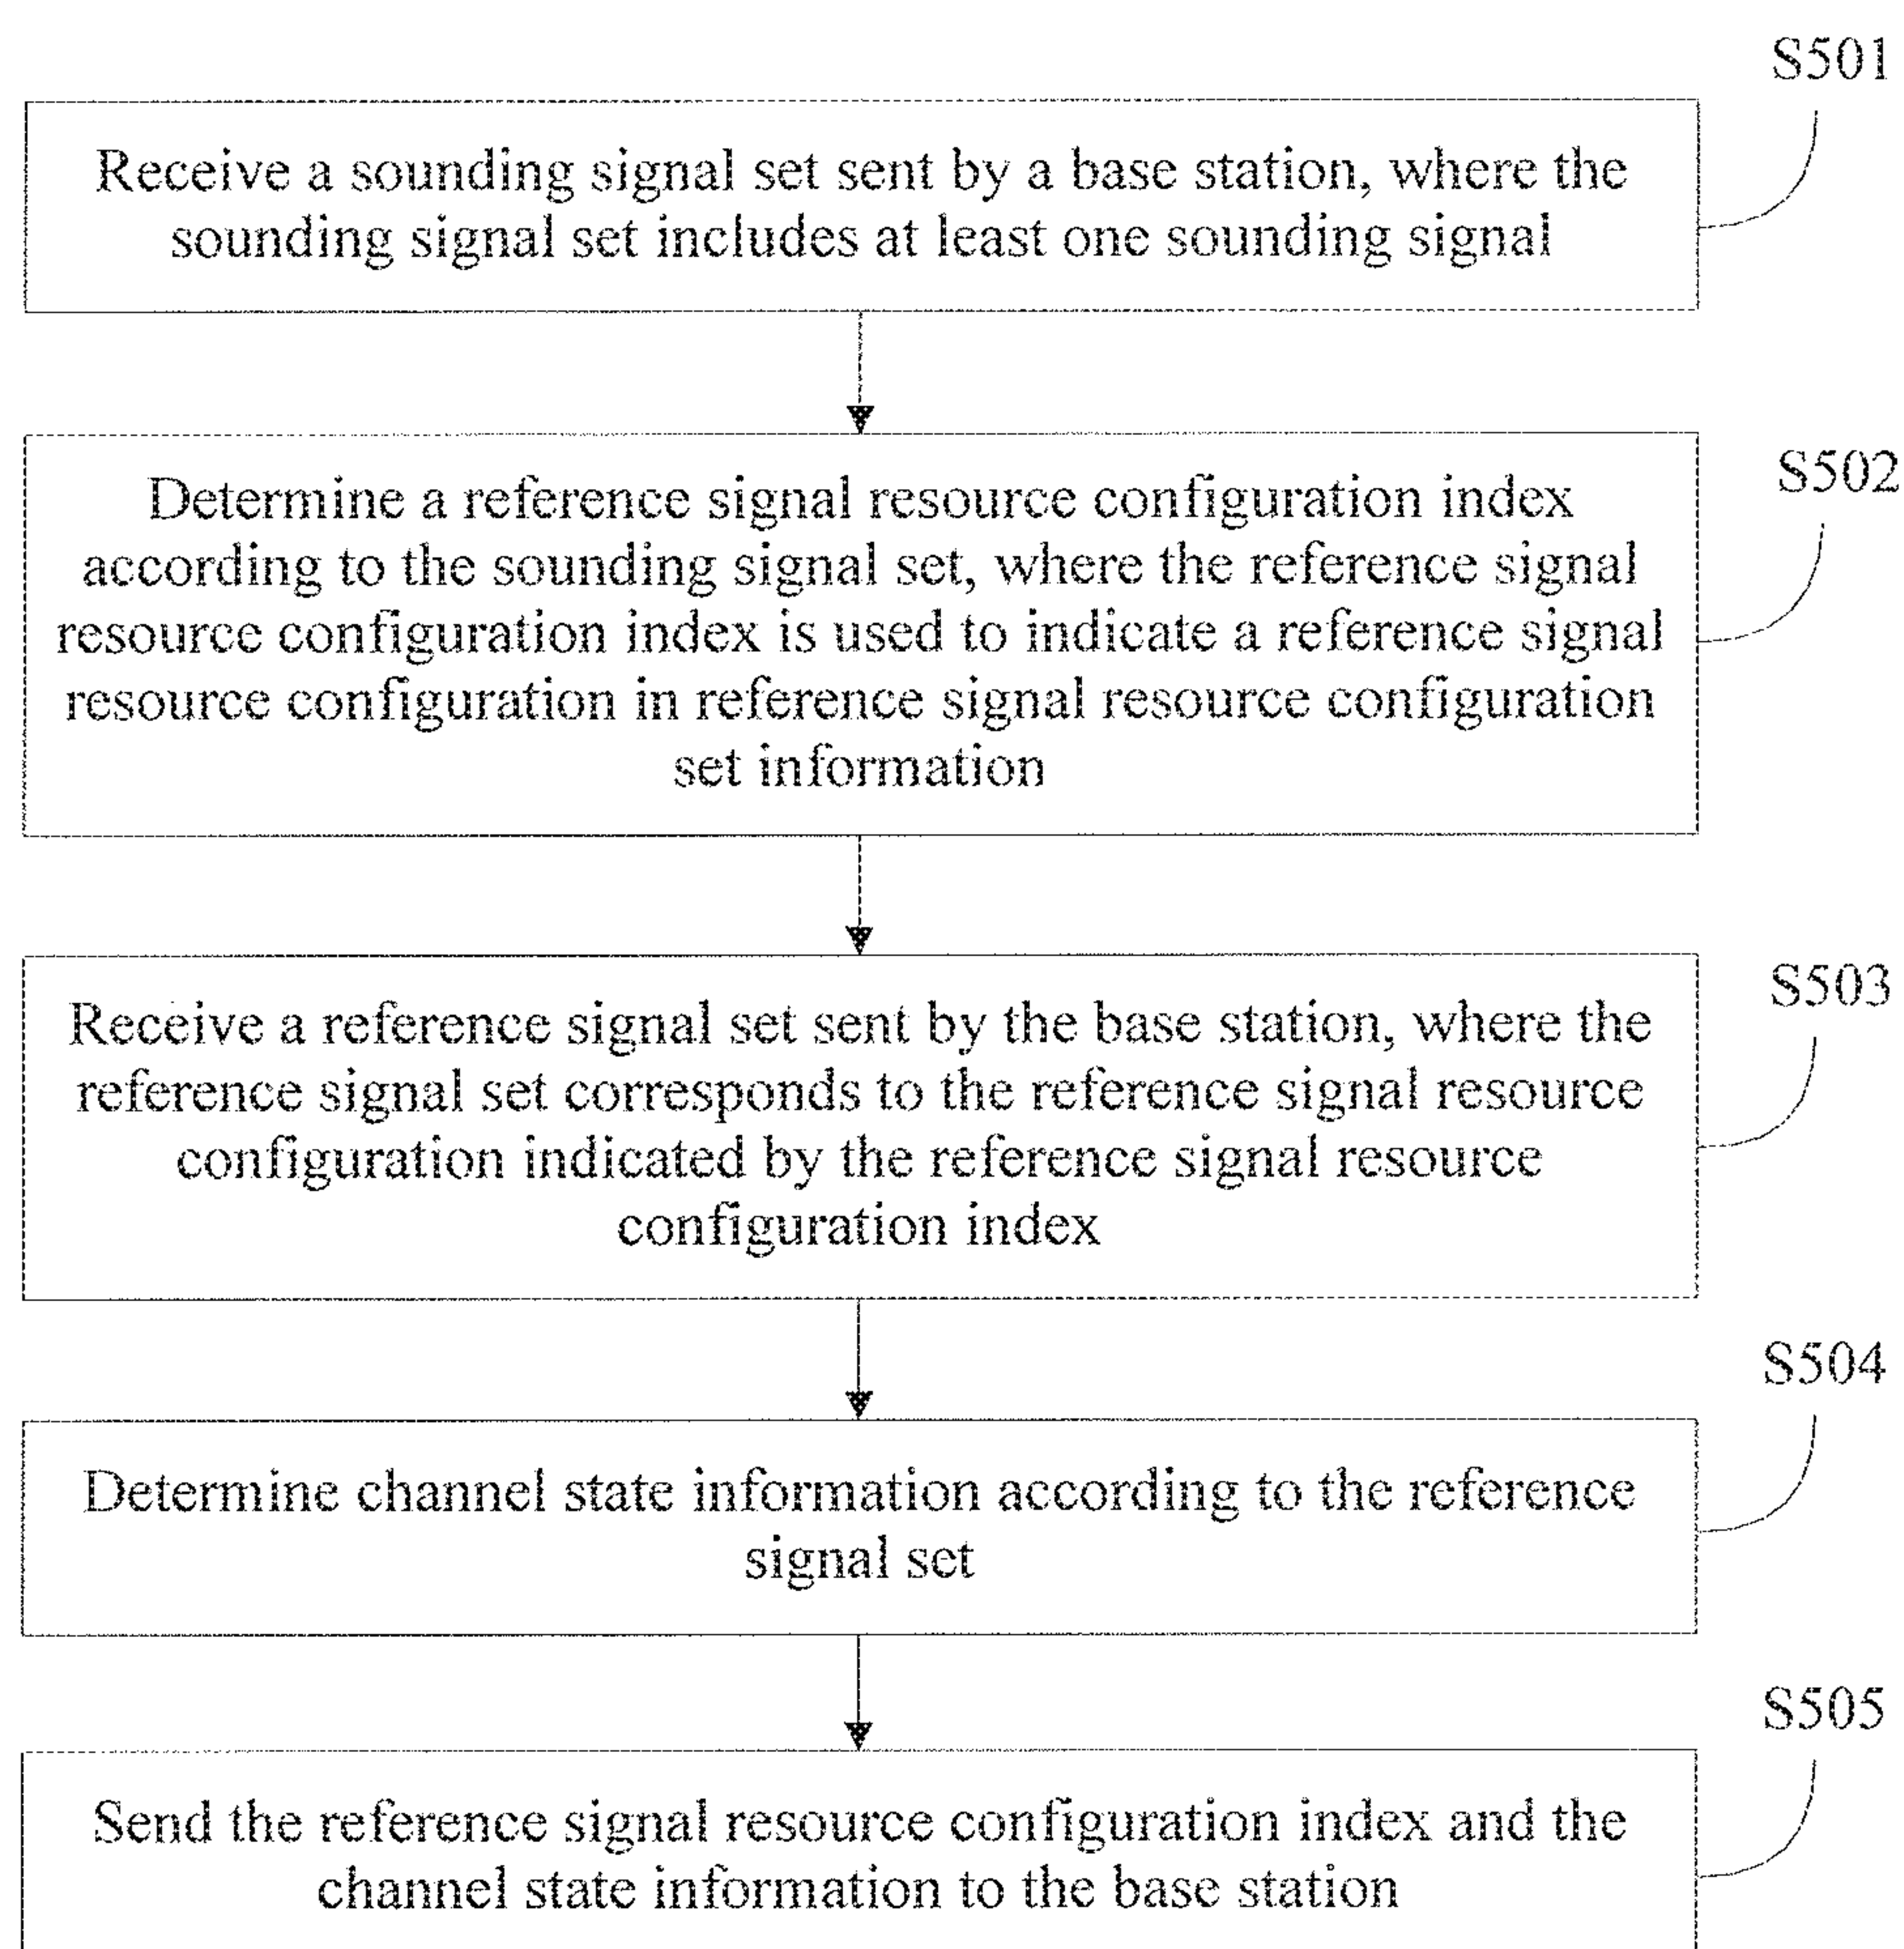 S501
Receive a sounding signal set sent by a base station, where the
sounding signal set includes at least one sounding signal
S502
Determine a reference signal resource configuration index
according to the sounding signal set, where the reference signal
resource configuration index is used to indicate a reference signal
resource configuration in reference signal resource configuration
set information
S503
Receive a reference signal set sent by the base station, where the
reference signal set corresponds to the reference signal resource
configuration indicated by the reference signal resource
configuration index
S504
Determine channel state information according to the reference
signal set
S505
Send the reference signal resource configuration index and the
channel state information to the base station